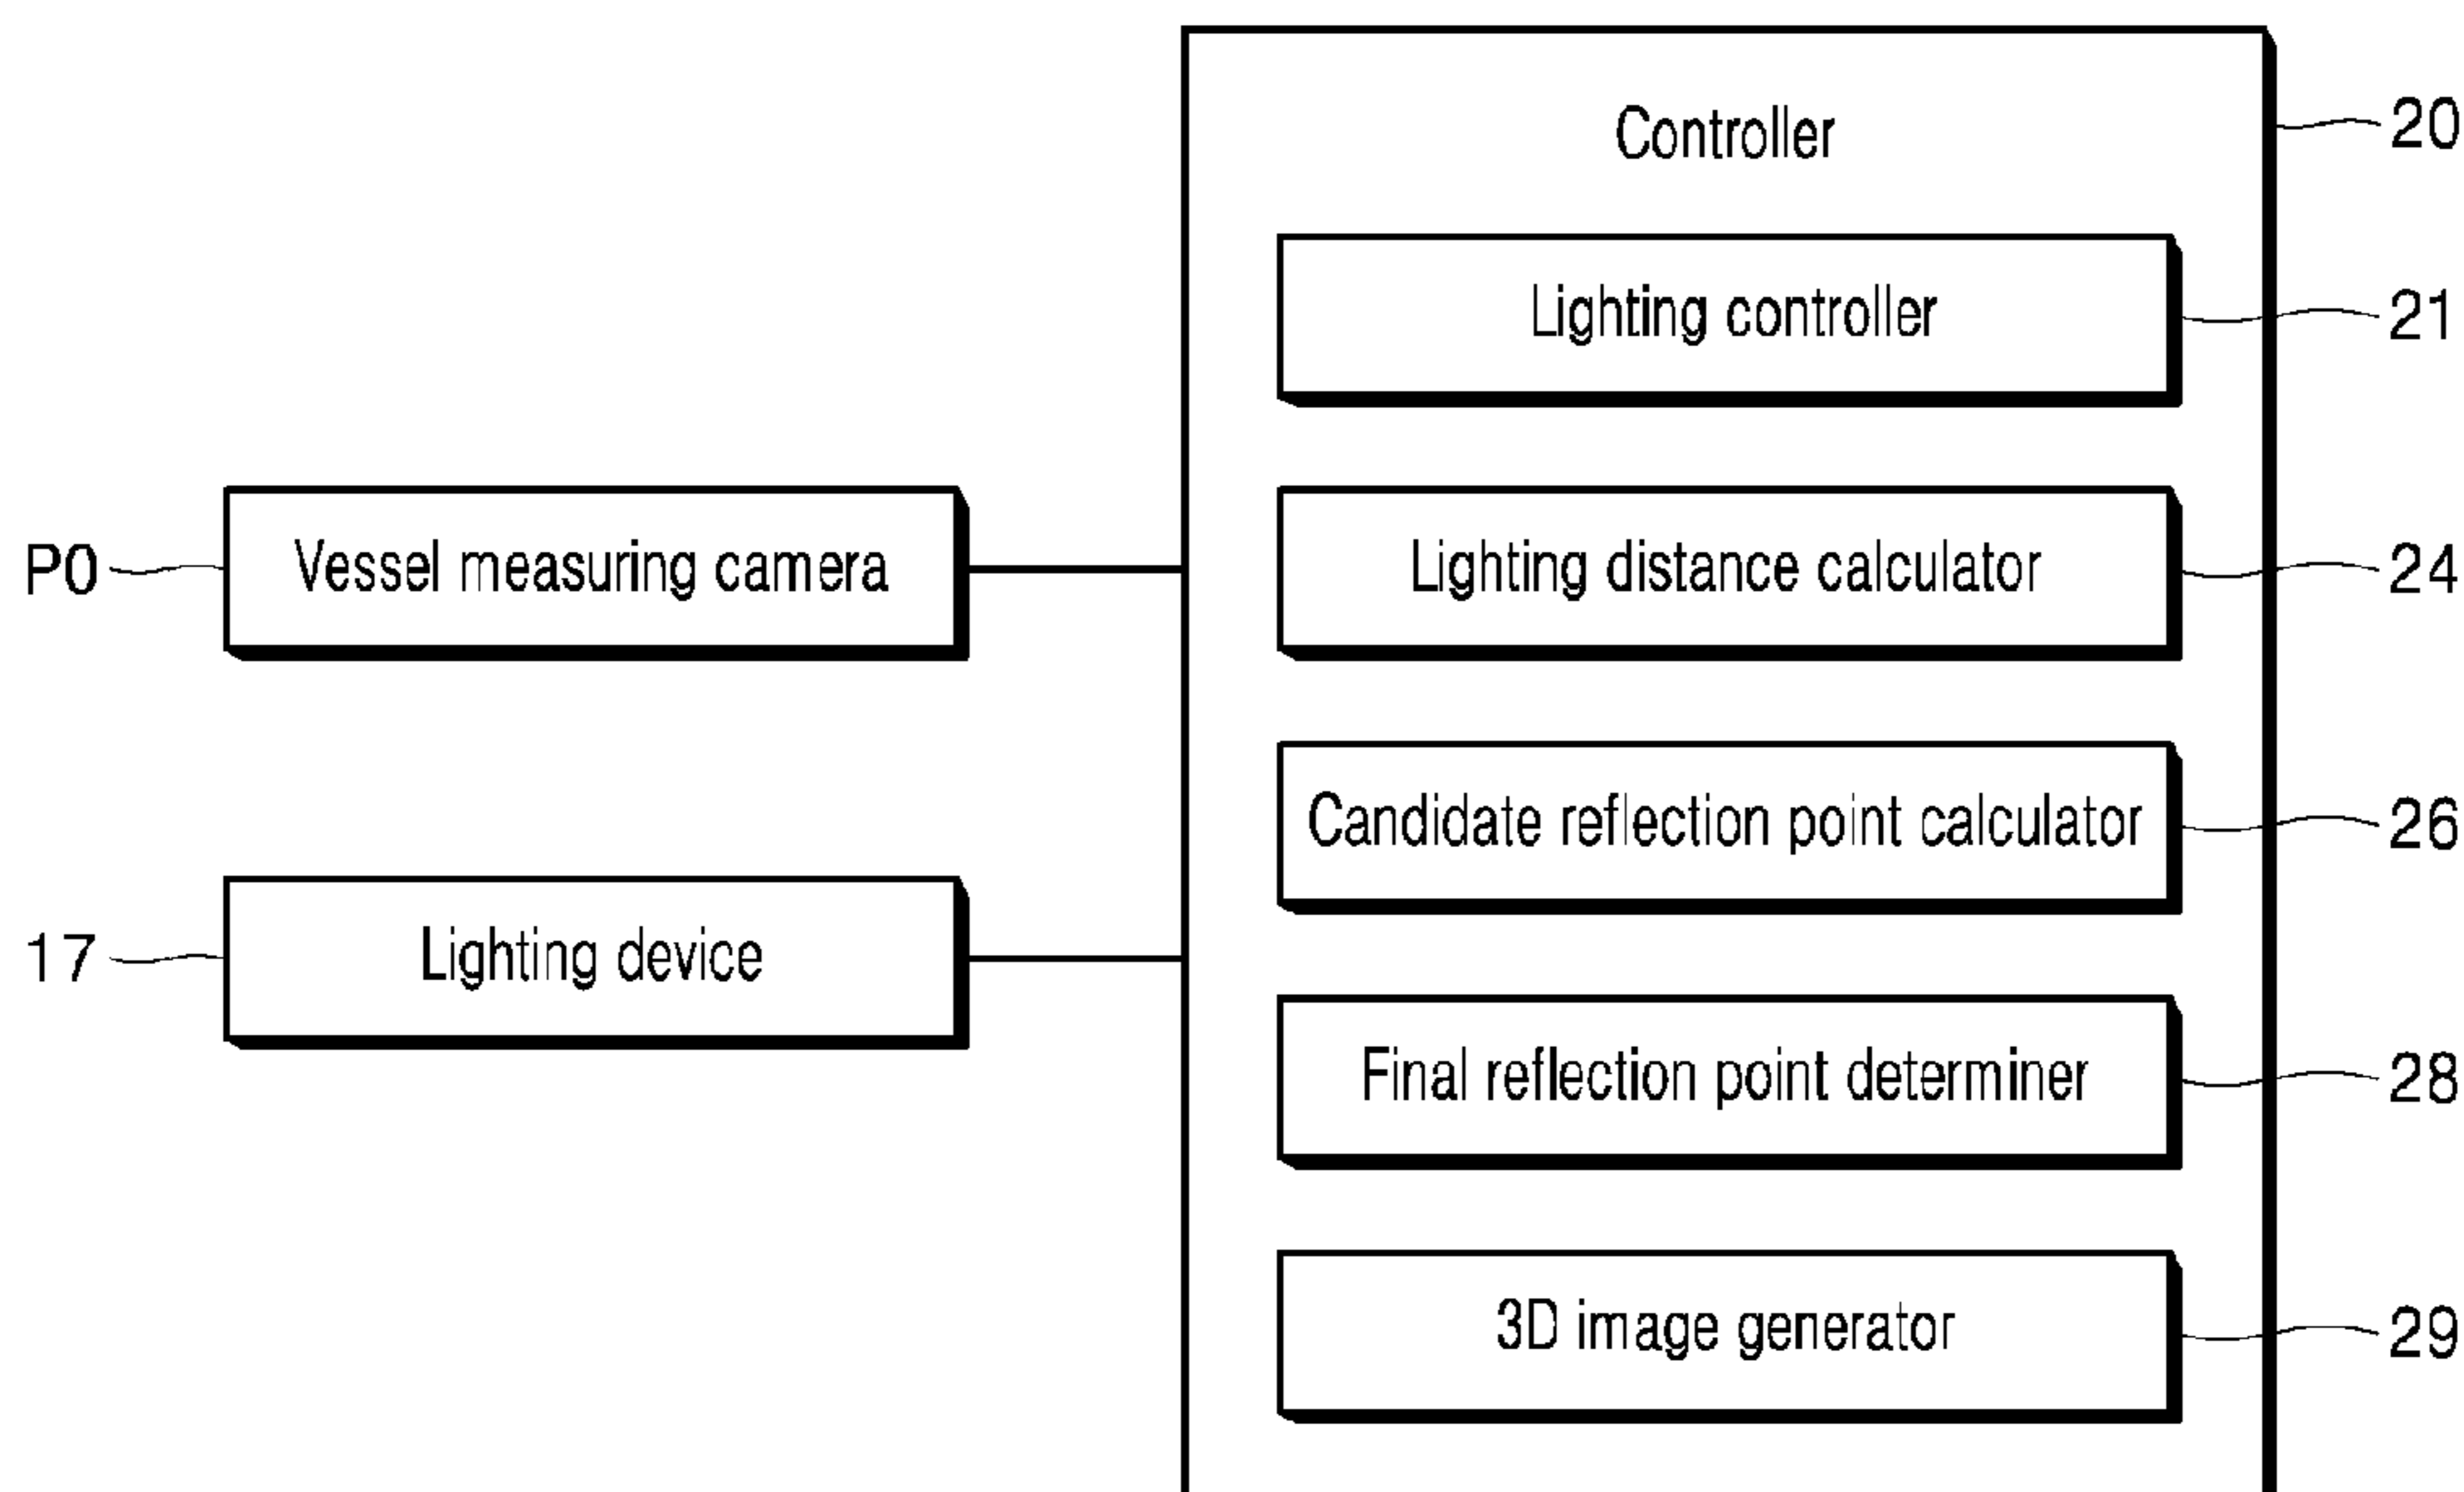 Controller
20
Lighting controller
21
P0
Vessel measuring camera
Lighting distance calculator
24
Candidate reflection point calculator
26
17
Lighting device
Final reflection point determiner
28
3D image generator
29